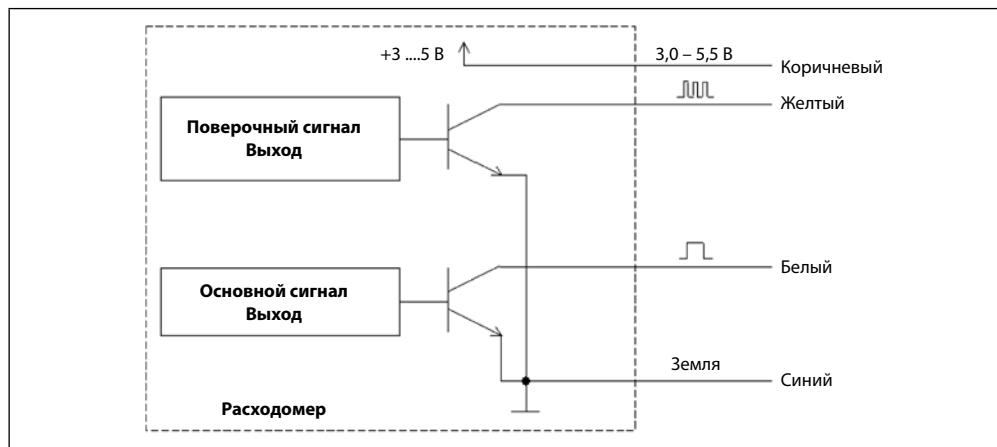 +3 ....5 В
3,0 – 5,5 В
Коричневый
Желтый
Поверочный сигнал
Выход
Белый
Основной сигнал
Выход
Земля
Синий
Расходомер